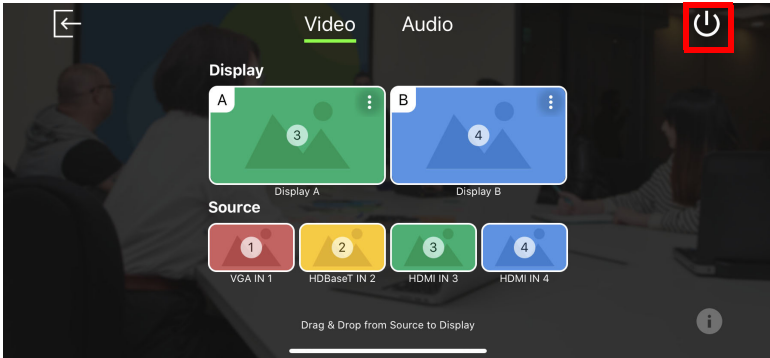 Video Audio
Display
A B
3 4
Display A Display B
Source
1 2 3 4
VGA IN 1 HDBaseT IN 2 HDMI IN 3 HDMI IN 4
Drag & Drop from Source to Display
i